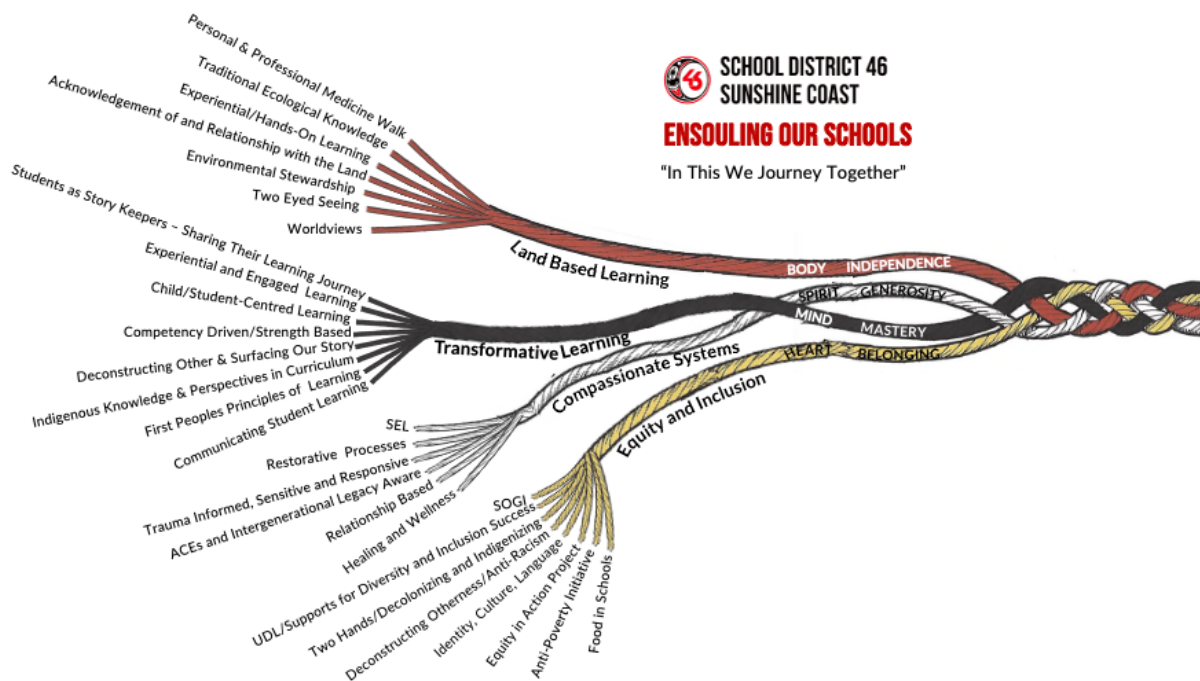 SCHOOL DISTRICT 46
SUNSHINE COAST
46
ENSOULING OUR SCHOOLS
“In This We Journey Together”
Personal & Professional Medicine Walk
Traditional Ecological Knowledge
Experiential/Hands-On Learning
Acknowledgement of and Relationship with the Land
Environmental Stewardship
Two Eyed Seeing
Worldviews
Land Based Learning
BODY INDEPENDENCE
Students as Story Keepers – Sharing Their Learning Journey
Experiential and Engaged Learning
Child/Student-Centred Learning
Competency Driven/Strength Based
Deconstructing Other & Surfacing Our Story
Indigenous Knowledge & Perspectives in Curriculum
First Peoples Principles of Learning
Communicating Student Learning
Transformative Learning
MIND MASTERY
SEL
Restorative Processes
Trauma Informed, Sensitive and Responsive
ACEs and Intergenerational Legacy Aware
Relationship Based
Healing and Wellness
Compassionate Systems
SPIRIT GENEROSITY
SOGI
UDL/Supports for Diversity and Inclusion Success
Two Hands/Decolonizing and Indigenizing
Deconstructing Otherness/Anti-Racism
Identity, Culture, Language
Equity in Action Project
Anti-Poverty Initiative
Food in Schools
Equity and Inclusion
HEART BELONGING